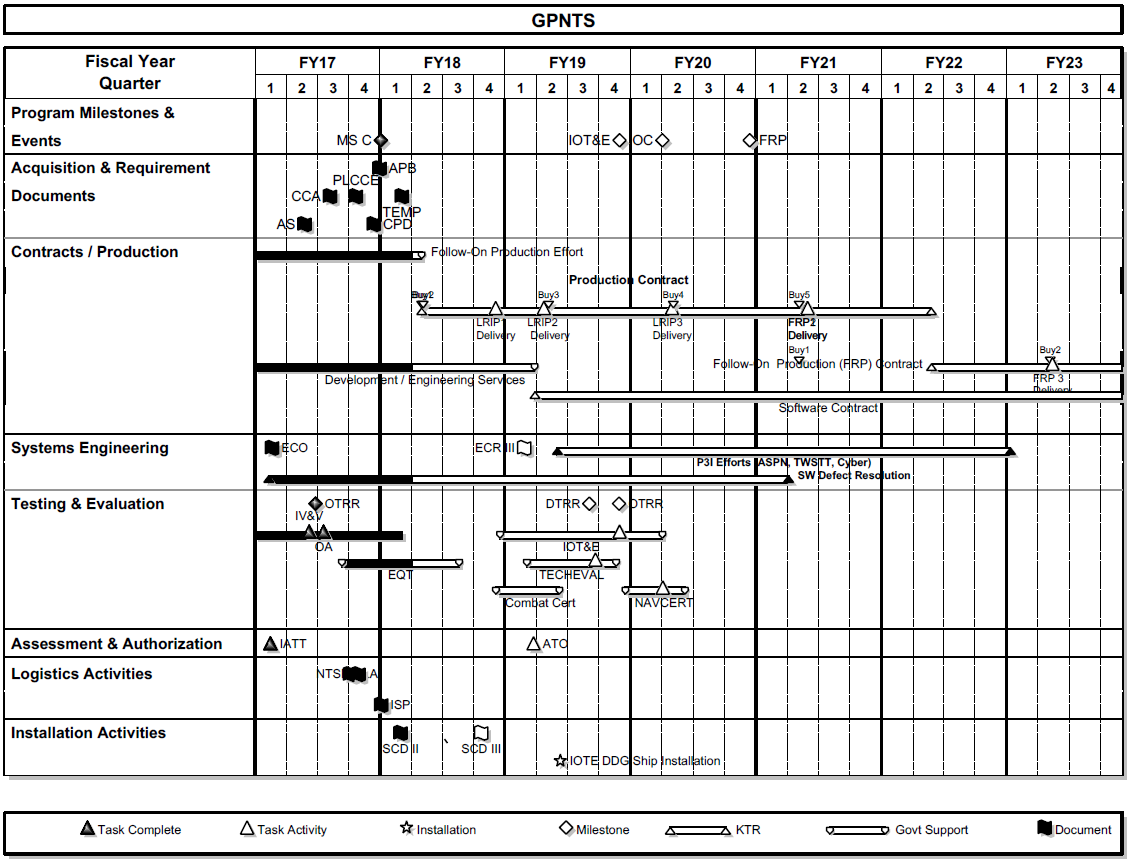 GPNTS
Fiscal Year
Quarter
FY17 FY18 FY19 FY20 FY21 FY22 FY23
1 2 3 4 1 2 3 4 1 2 3 4 1 2 3 4 1 2 3 4 1 2 3 4 1 2 3 4
Program Milestones &
Events
MS C IOT&E OC FRP
Acquisition & Requirement
Documents
APB
PLCCE
CCA
TEMP
AS CPD
Contracts / Production
Follow-On Production Effort
Production Contract
Buy2 Buy3 Buy4 Buy5
LRIP1 LRIP2 LRIP3
Delivery Delivery Delivery Delivery
Buy1 Buy2
Follow-On Production (FRP) Contract
Development / Engineering Services
FRP 3
Delivery
Software Contract
Systems Engineering
ECO ECR III
P3I Efforts (ASPN, TWSTT, Cyber)
SW Defect Resolution
Testing & Evaluation
OTRR DTRR OTRR
IV&V
OA IOT&E
EQT TECHEVAL
Combat Cert NAVCERT
Assessment & Authorization
IATT ATO
Logistics Activities
NTS
ISP
Installation Activities
SCD II SCD III
IOTE DDG Ship Installation
Task Complete Task Activity Installation Milestone KTR Govt Support Document